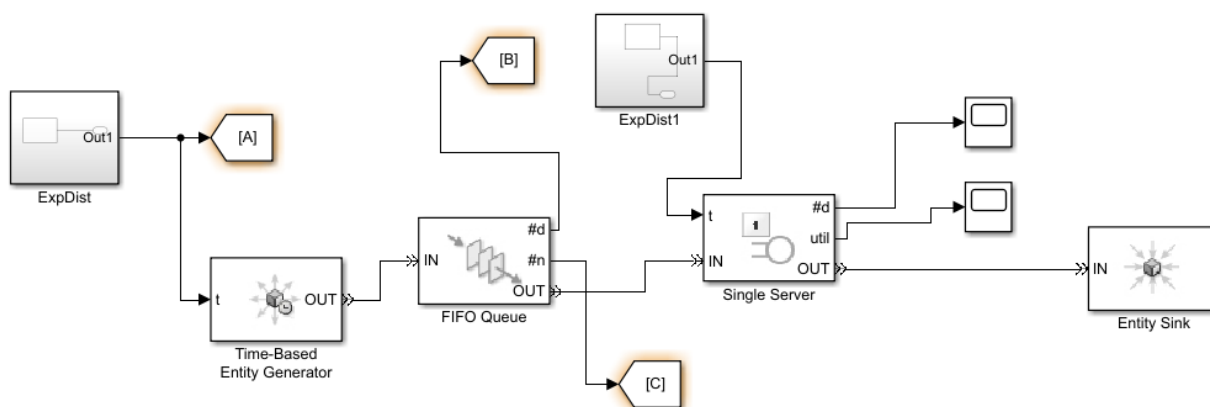 [B]
Out1
ExpDist1
Out1
[A]
ExpDist
t
#d
util
IN
OUT
Single Server
#d
#n
IN
OUT
FIFO Queue
t
OUT
Time-Based
Entity Generator
IN
Entity Sink
[C]